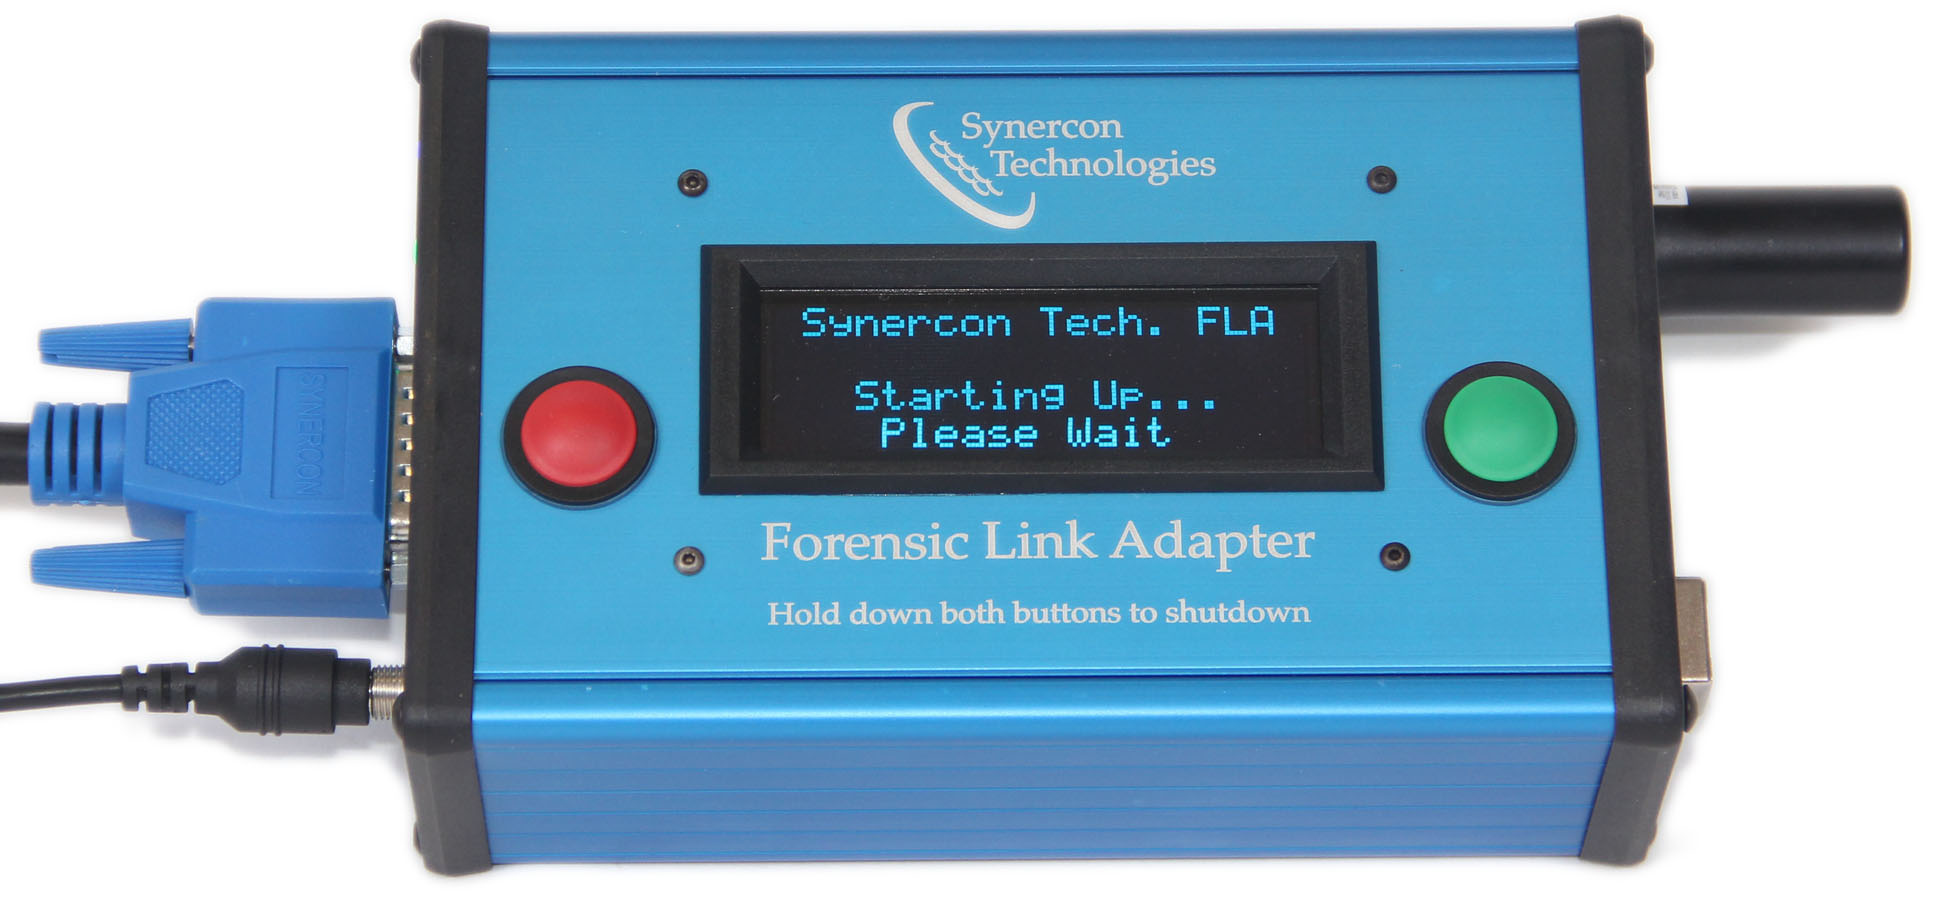 Synercon
Technologies
Synercon Tech. FLA
Starting Up...
Please Wait
SYNERCON
Forensic Link Adapter
Hold down both buttons to shutdown